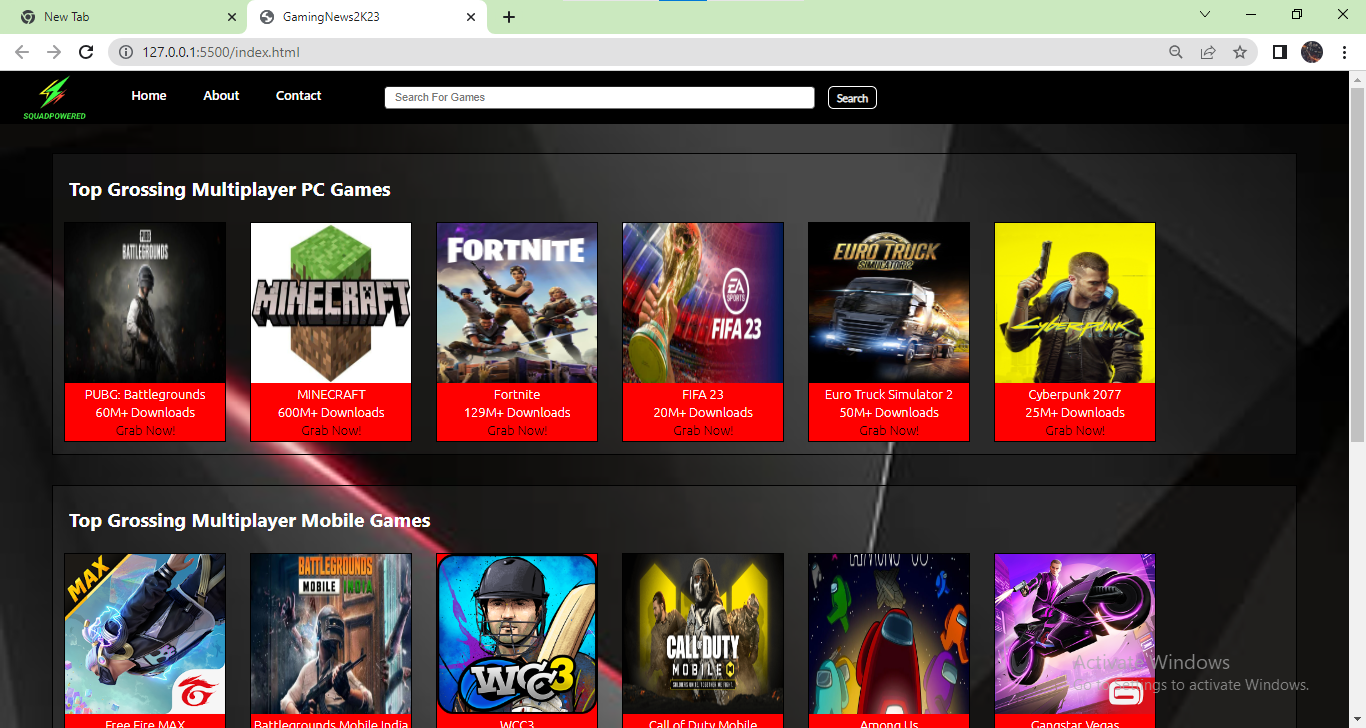 New Tab
GamingNews2K23
127.0.0.1:5500/index.html
SQUADPOWERED
Home About Contact
Search For Games
Search
Top Grossing Multiplayer PC Games
PUBG
BATTLEGROUNDS
MINECRAFT
FORTNITE
EA
SPORTS
FIFA 23
EURO TRUCK
SIMULATOR 2
CYBERPUNK
PUBG: Battlegrounds
60M+ Downloads
Grab Now!
MINECRAFT
600M+ Downloads
Grab Now!
Fortnite
129M+ Downloads
Grab Now!
FIFA 23
20M+ Downloads
Grab Now!
Euro Truck Simulator 2
50M+ Downloads
Grab Now!
Cyberpunk 2077
25M+ Downloads
Grab Now!
Top Grossing Multiplayer Mobile Games
MAX
BATTLEGROUNDS
MOBILE INDIA
WCC3
CALL OF DUTY
MOBILE
AMONG US
Free Fire MAX
Battlegrounds Mobile India
WCC3
Call of Duty Mobile
Among Us
Gangstar Vegas
Activate Windows
Go to Settings to activate Windows.